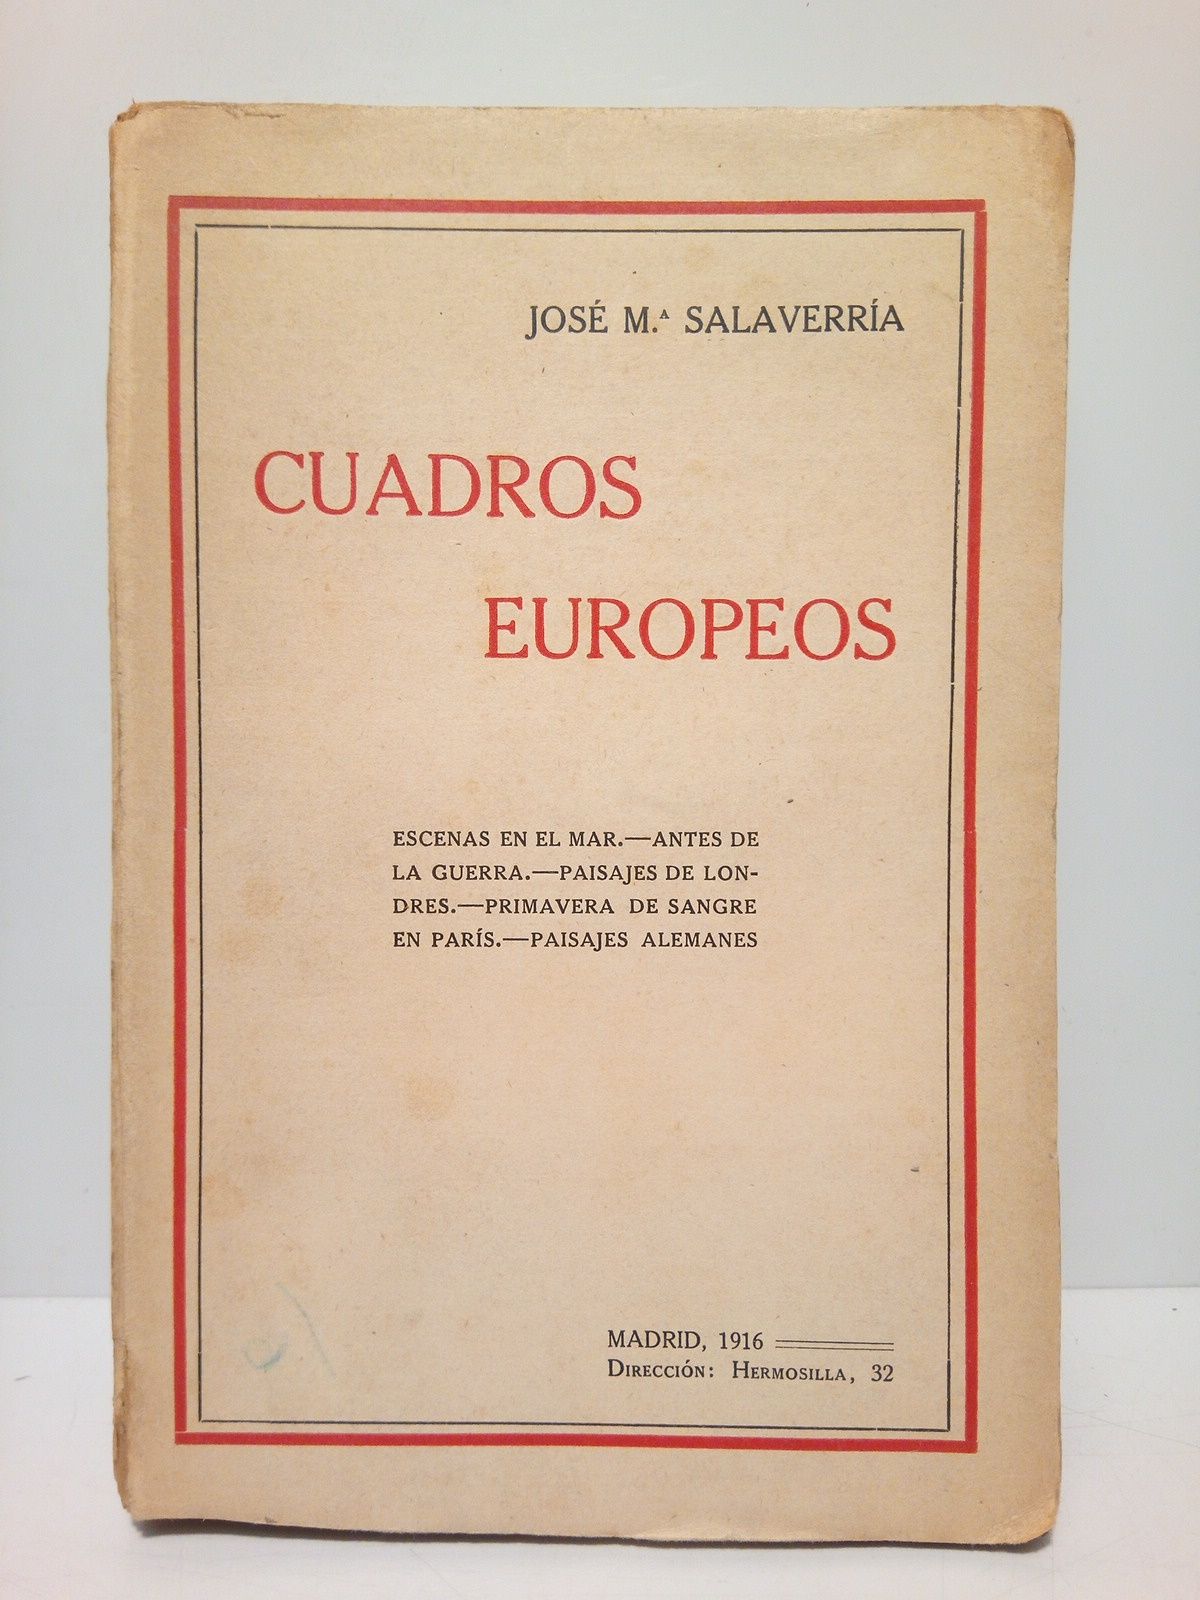 JOSÉ M.ª SALAVERRÍA
CUADROS
EUROPEOS
ESCENAS EN EL MAR.—ANTES DE
LA GUERRA.—PAISAJES DE LON-
DRES.—PRIMAVERA DE SANGRE
EN PARÍS.—PAISAJES ALEMANES
MADRID, 1916
DIRECCIÓN: HERMOSILLA, 32